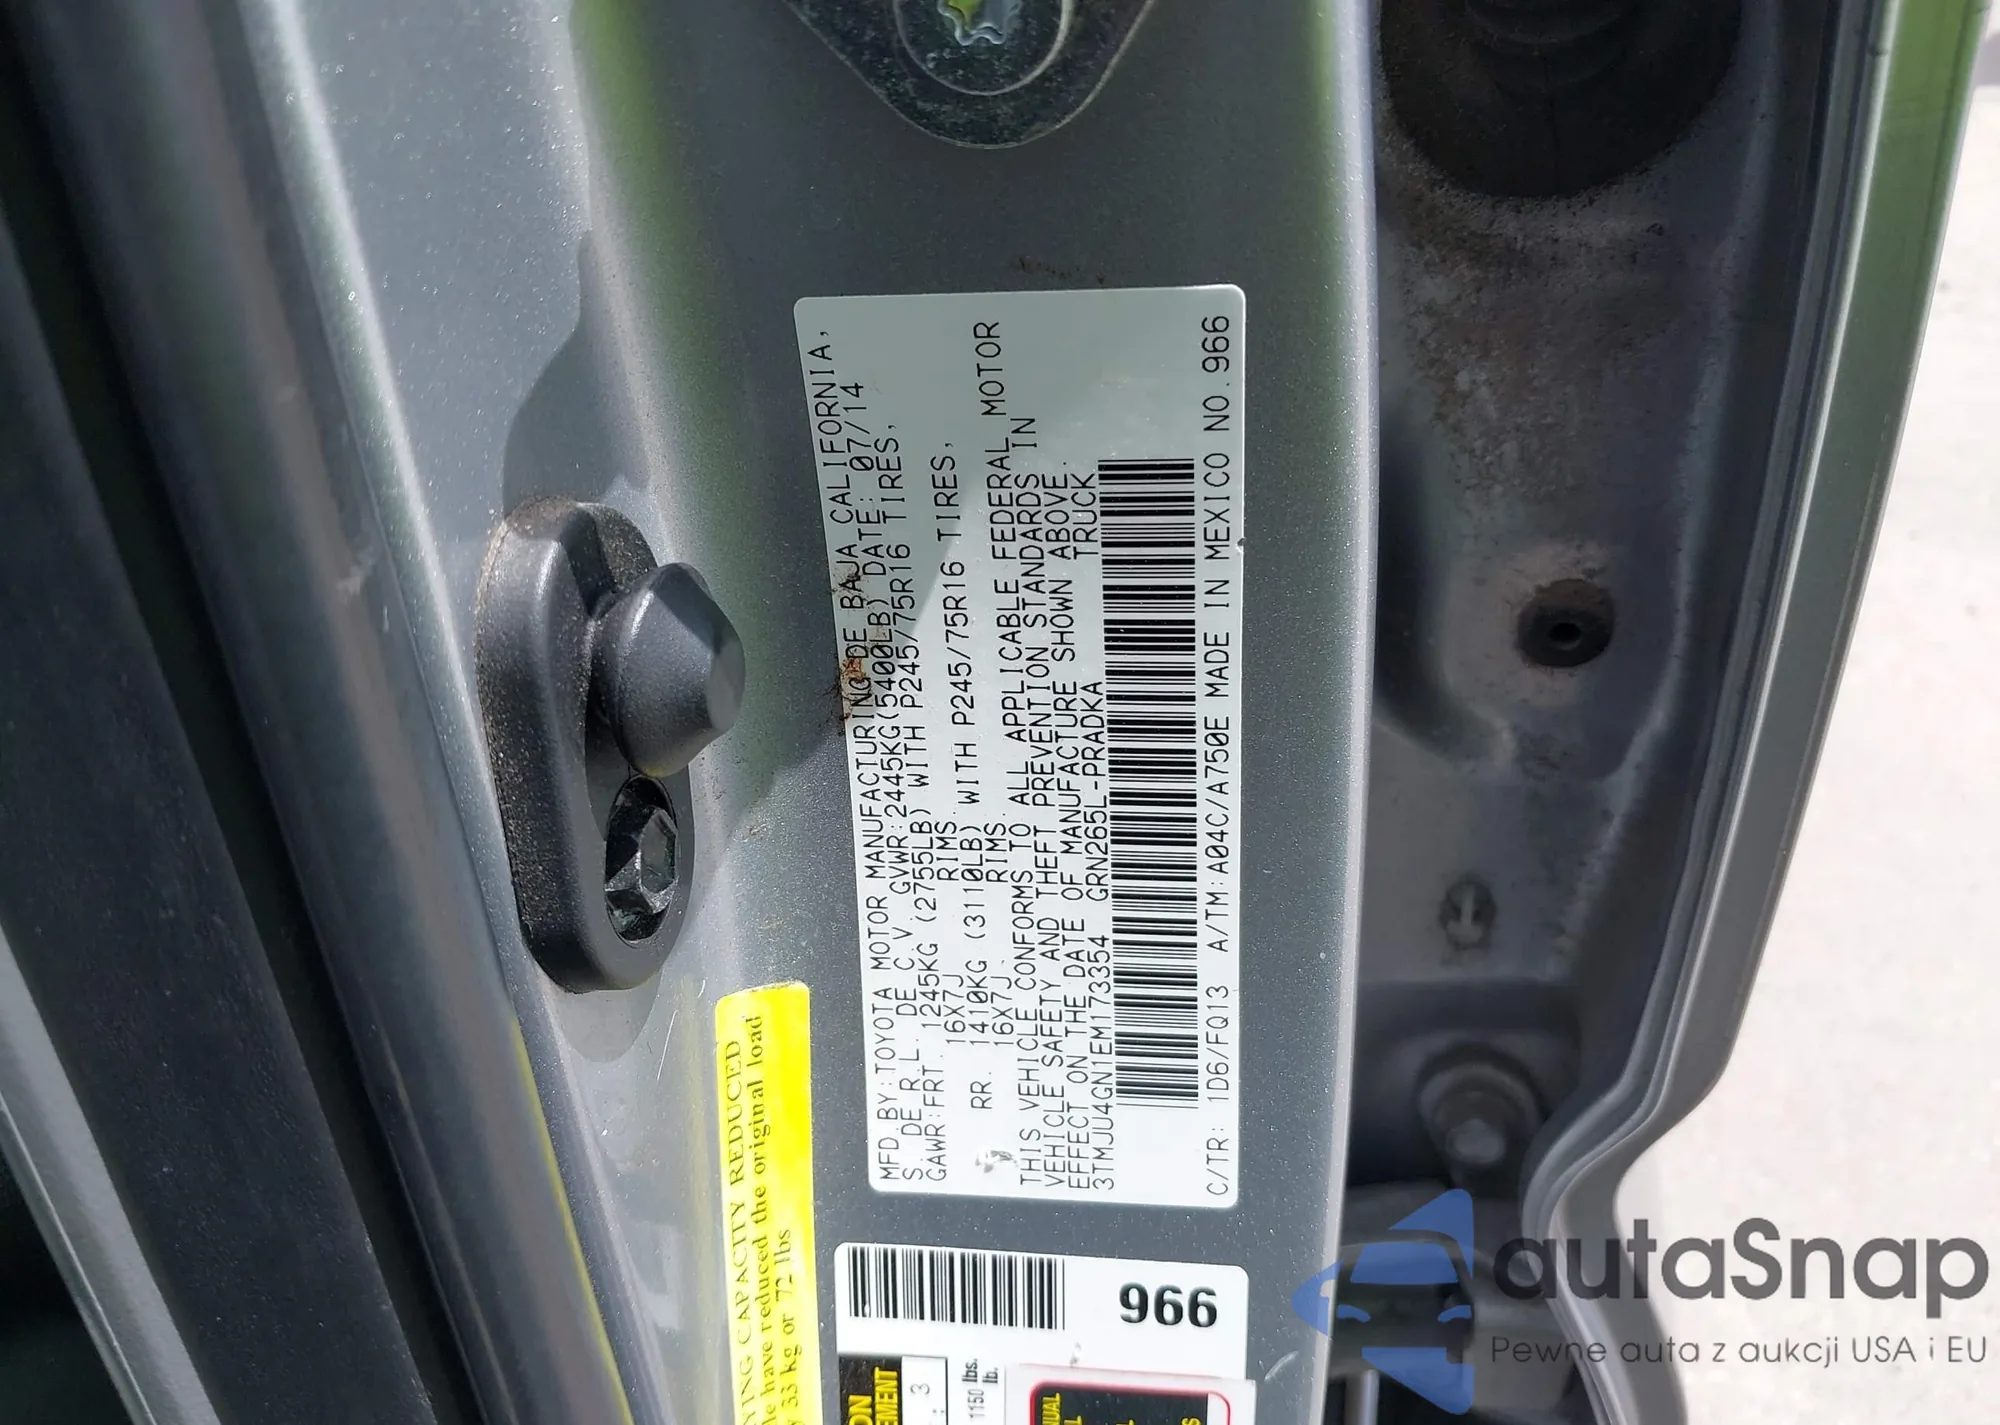 MFD.BY:TOYOTA MOTOR MANUFACTURING DE BAJA CALIFORNIA,
S. DE R.L. DE C.V. GVWR:2445KG(5400LB) DATE: 07/14
GAWR:FRT. 1245KG (2755LB) WITH P245/75R16 TIRES,
16X7J RIMS.
RR. 1410KG (3110LB) WITH P245/75R16 TIRES,
16X7J RIMS.
THIS VEHICLE CONFORMS TO ALL APPLICABLE FEDERAL MOTOR
VEHICLE SAFETY AND THEFT PREVENTION STANDARDS IN
EFFECT ON THE DATE OF MANUFACTURE SHOWN ABOVE.
3TMJU4GN1EM173354 GRN265L-PRADKA TRUCK
C/TR: 1D6/FQ13 A/TM:A04C/A750E MADE IN MEXICO NO.966
CAPACITY REDUCED
have reduced the original load
33 kg or 72 lbs
966
1150 lbs.
lb.
autaSnap
Pewne auta z aukcji USA i EU